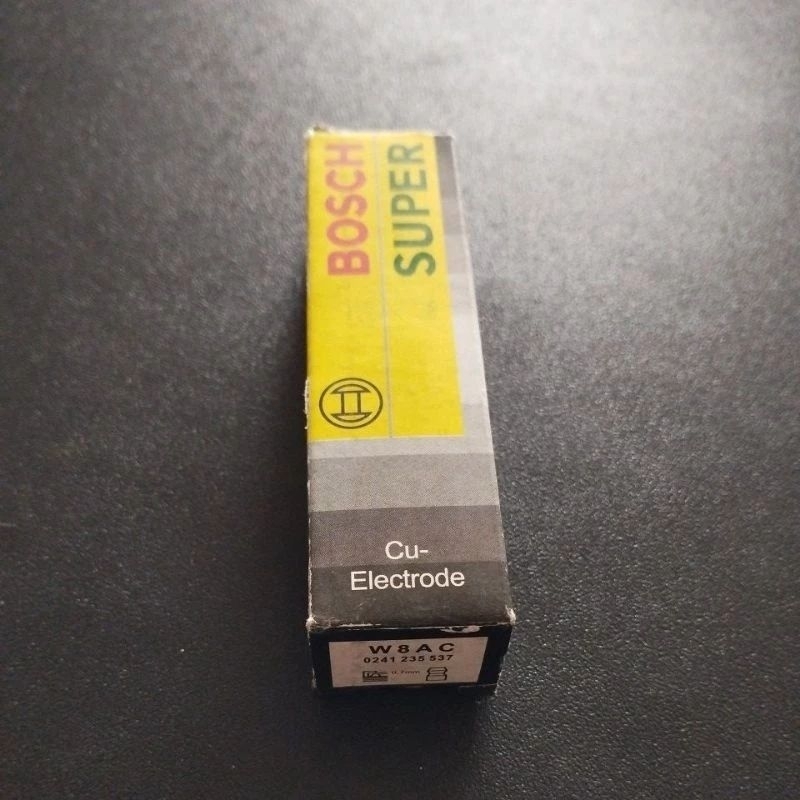 BOSCH
SUPER
Cu-
Electrode
W8AC
0241 235 537
0,7mm